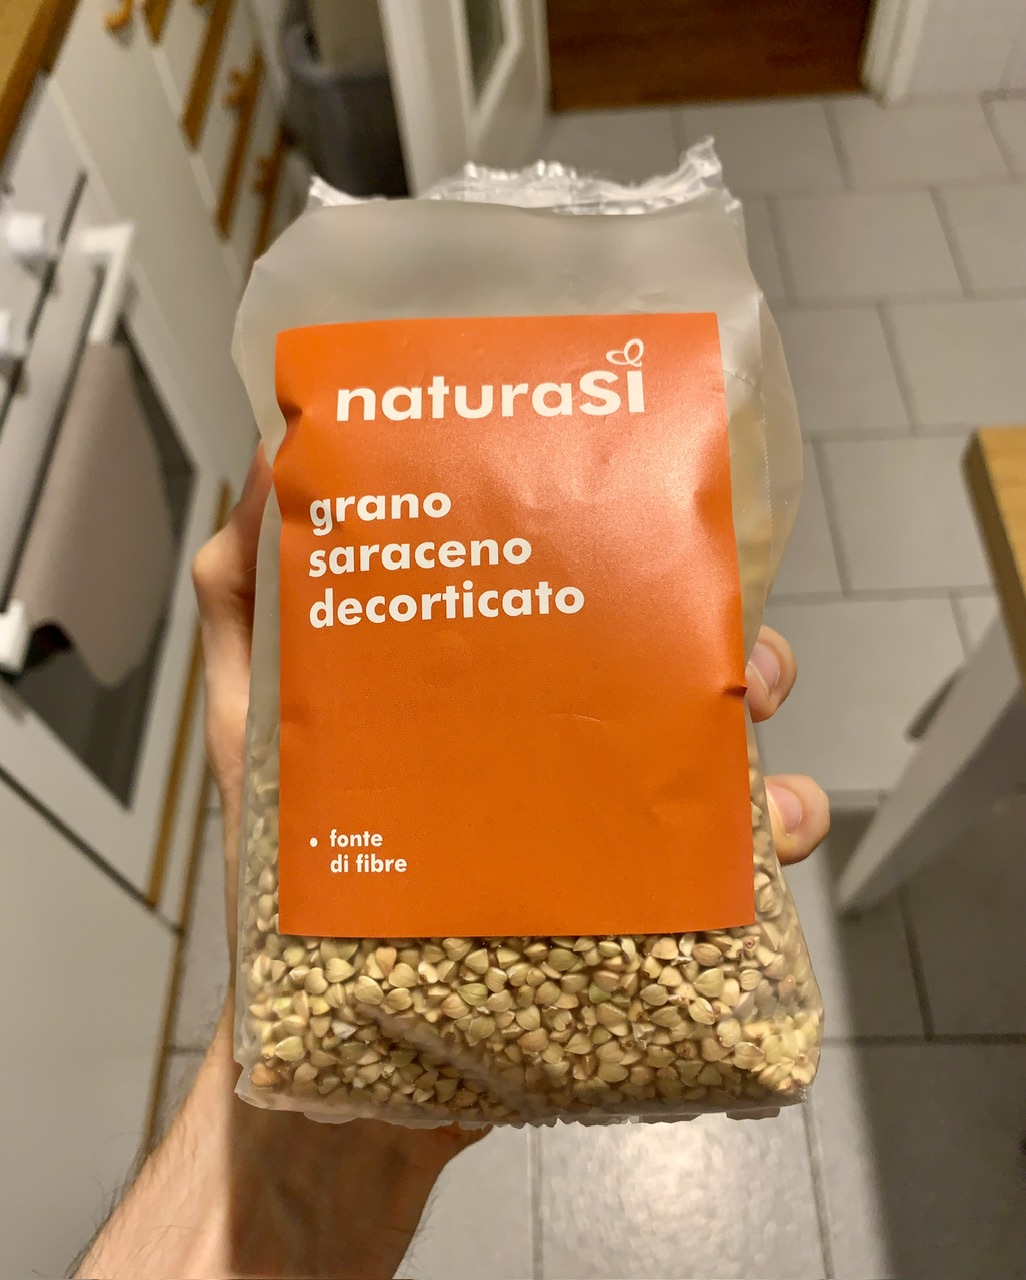 naturasì
grano
saraceno
decorticato
• fonte
di fibre